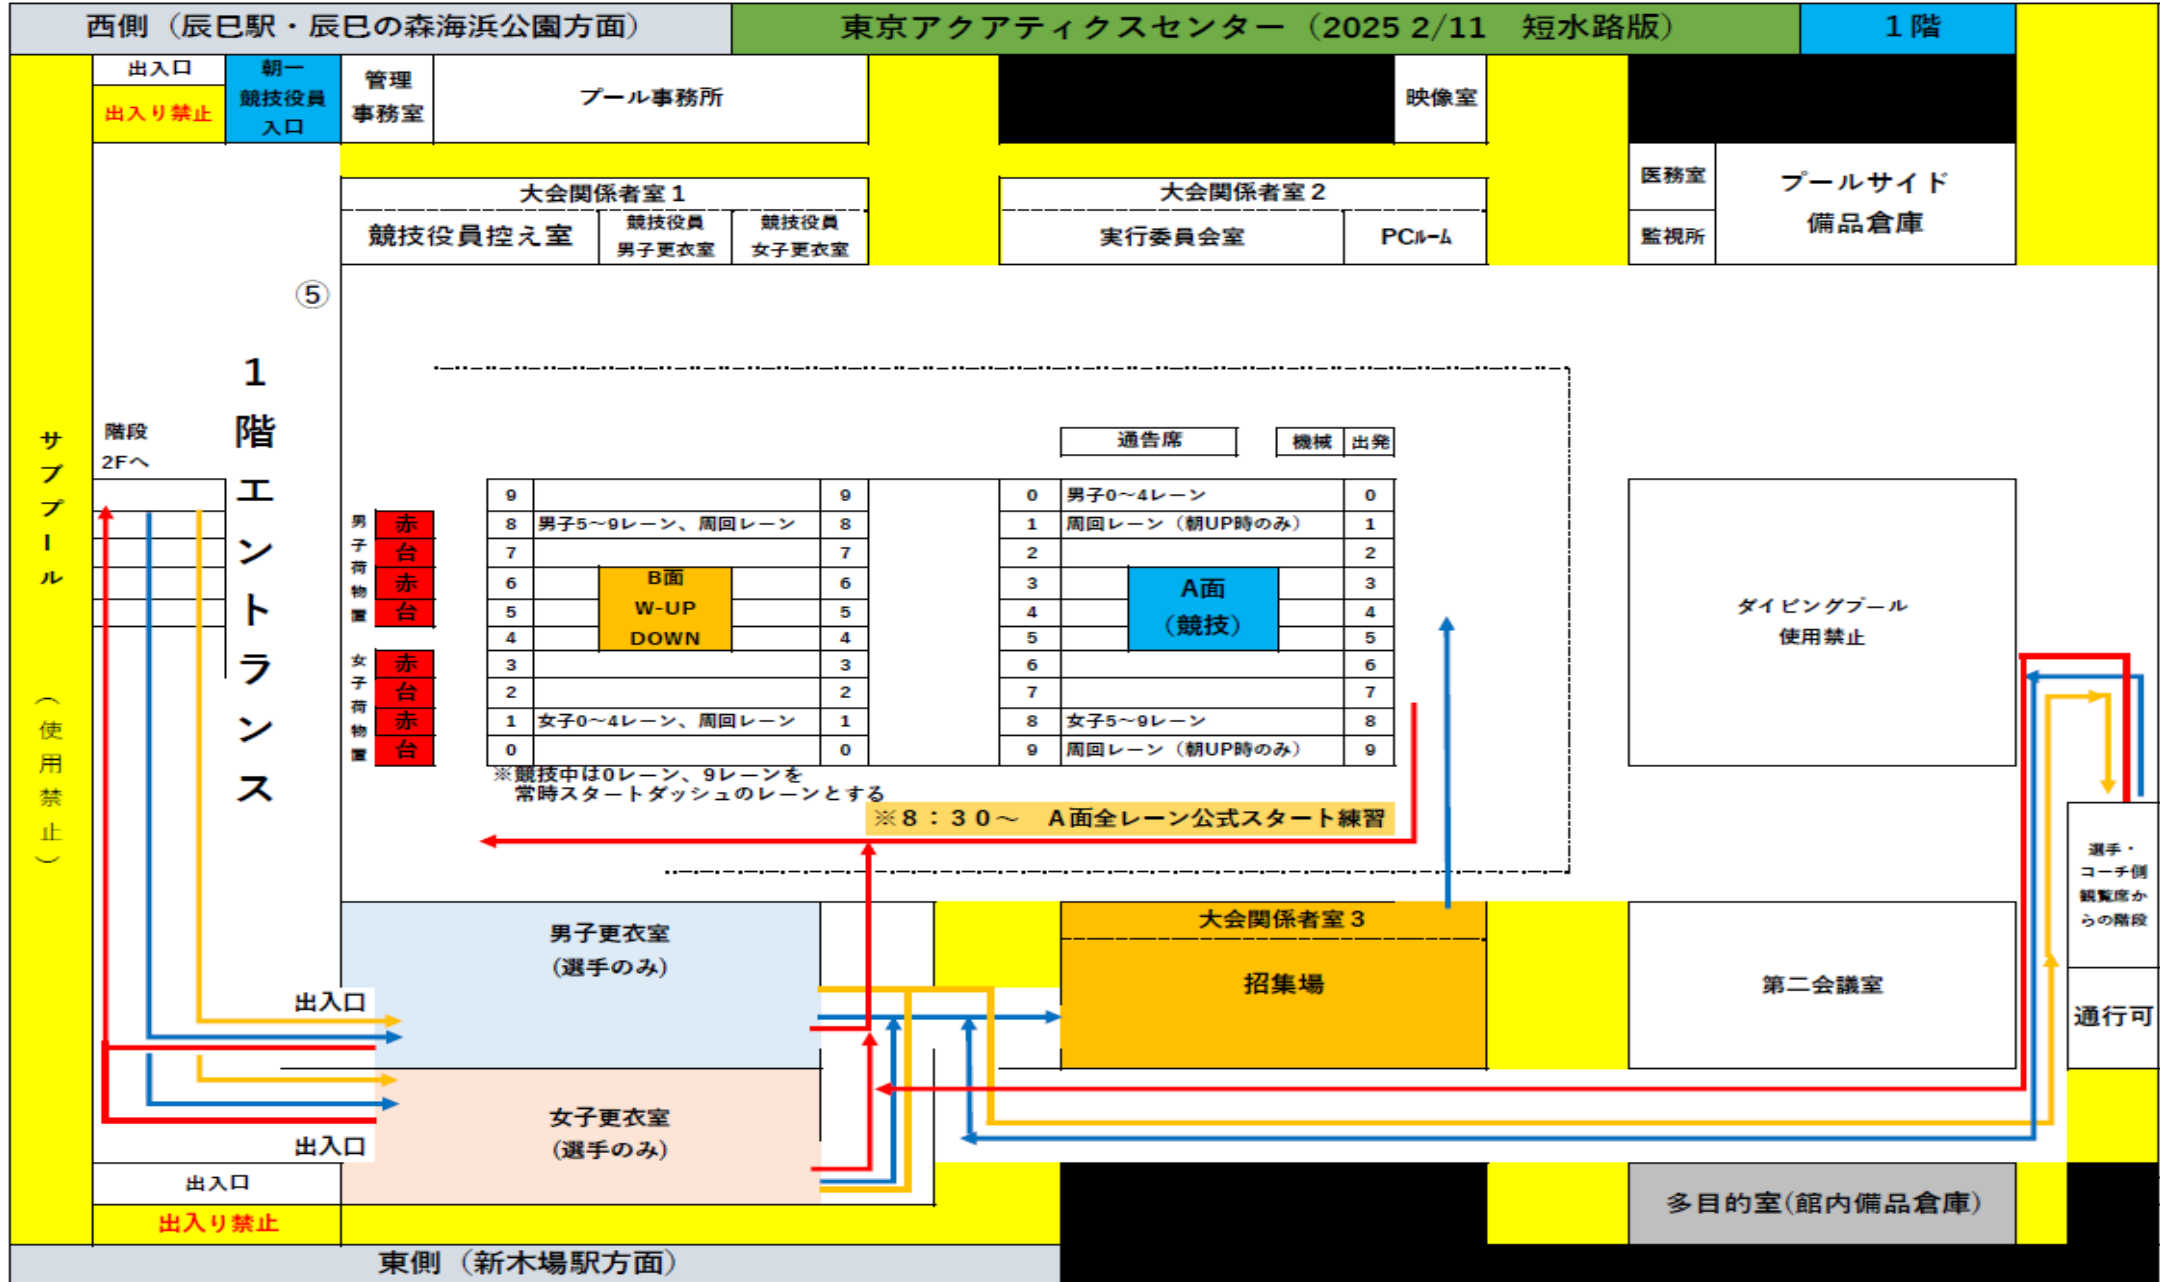 西側（辰巳駅・辰巳の森海浜公園方面）
東京アクアティクスセンター（2025 2/11　短水路版）
１階
出入口
出入り禁止
朝一
競技役員
入口
管理
事務室
プール事務所
映像室
大会関係者室１
競技役員控え室
競技役員
男子更衣室
競技役員
女子更衣室
大会関係者室２
実行委員会室
PCﾙｰﾑ
医務室
監視所
プールサイド
備品倉庫
⑤
１階エントランス
サブプール
（使用禁止）
階段
2Fへ
通告席
機械
出発
男子荷物置
赤
台
赤
台
女子荷物置
赤
台
赤
台
9 9
8 男子5～9レーン、周回レーン 8
7 7
6 6
5 5
4 4
3 3
2 2
1 女子0～4レーン、周回レーン 1
0 0
B面
W-UP
DOWN
0 男子0～4レーン 0
1 周回レーン（朝UP時のみ） 1
2 2
3 3
4 4
5 5
6 6
7 7
8 女子5～9レーン 8
9 周回レーン（朝UP時のみ） 9
A面
（競技）
ダイビングプール
使用禁止
※競技中は0レーン、9レーンを
常時スタートダッシュのレーンとする
※８：３０～　A面全レーン公式スタート練習
選手・
コーチ側
観覧席か
らの階段
通行可
男子更衣室
(選手のみ)
出入口
大会関係者室３
招集場
第二会議室
女子更衣室
(選手のみ)
出入口
出入口
出入り禁止
多目的室(館内備品倉庫)
東側（新木場駅方面）